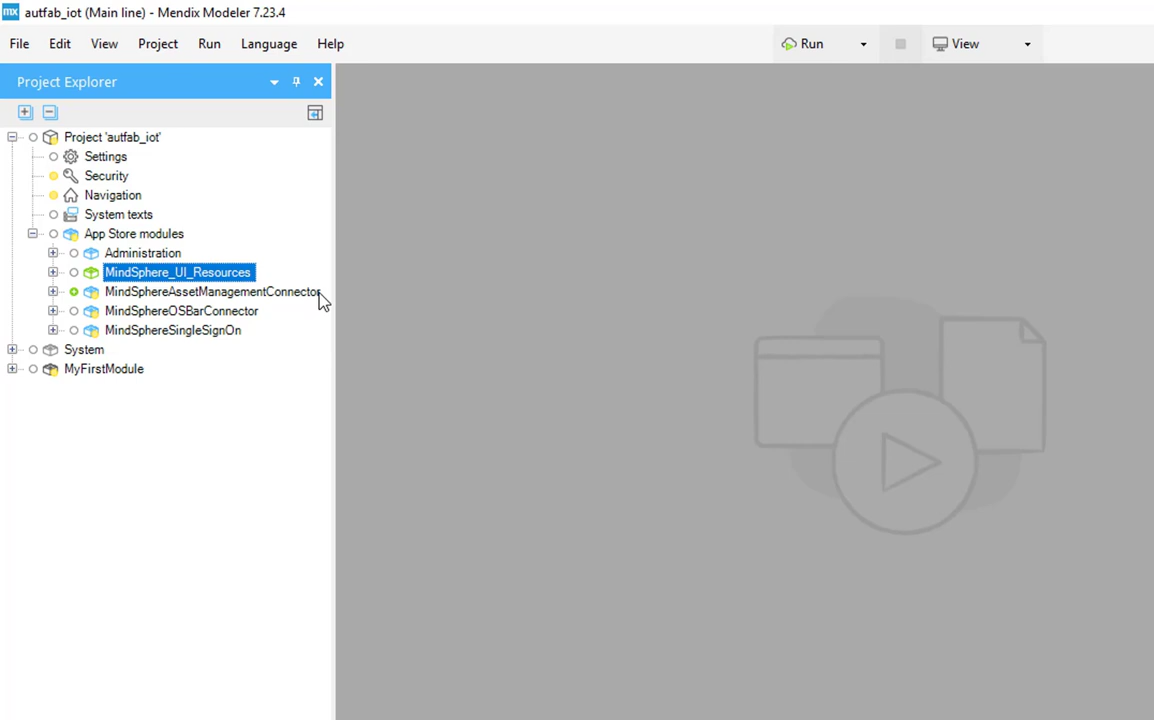 mx autfab_iot (Main line) - Mendix Modeler 7.23.4
File Edit View Project Run Language Help Run View
Project Explorer
Project 'autfab_iot'
Settings
Security
Navigation
System texts
App Store modules
Administration
MindSphere_UI_Resources
MindSphereAssetManagementConnector
MindSphereOSBarConnector
MindSphereSingleSignOn
System
MyFirstModule